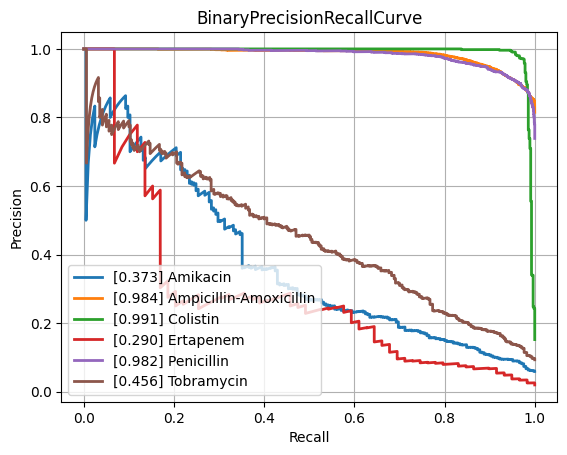 BinaryPrecisionRecallCurve
1.0
0.8
0.6
0.4
0.2
0.0
Precision
[0.373] Amikacin
[0.984] Ampicillin-Amoxicillin
[0.991] Colistin
[0.290] Ertapenem
[0.982] Penicillin
[0.456] Tobramycin
0.0 0.2 0.4 0.6 0.8 1.0
Recall